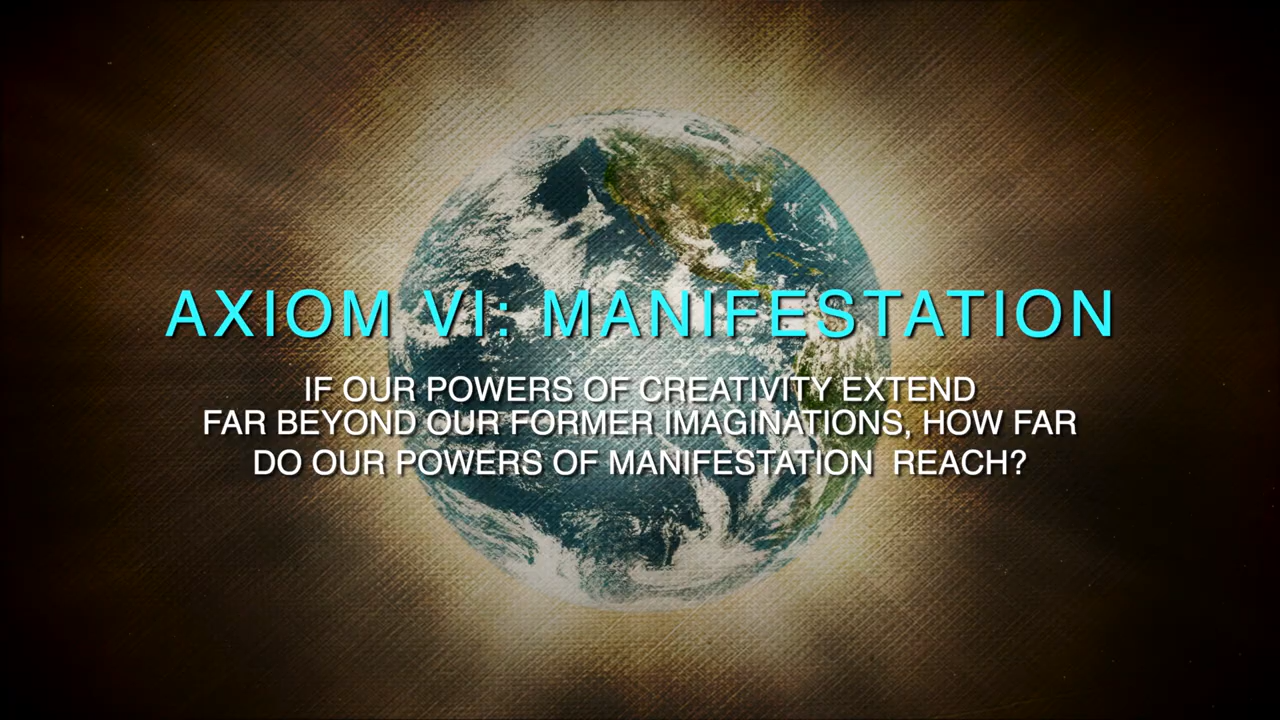 AXIOM VI: MANIFESTATION
IF OUR POWERS OF CREATIVITY EXTEND
FAR BEYOND OUR FORMER IMAGINATIONS, HOW FAR
DO OUR POWERS OF MANIFESTATION  REACH?